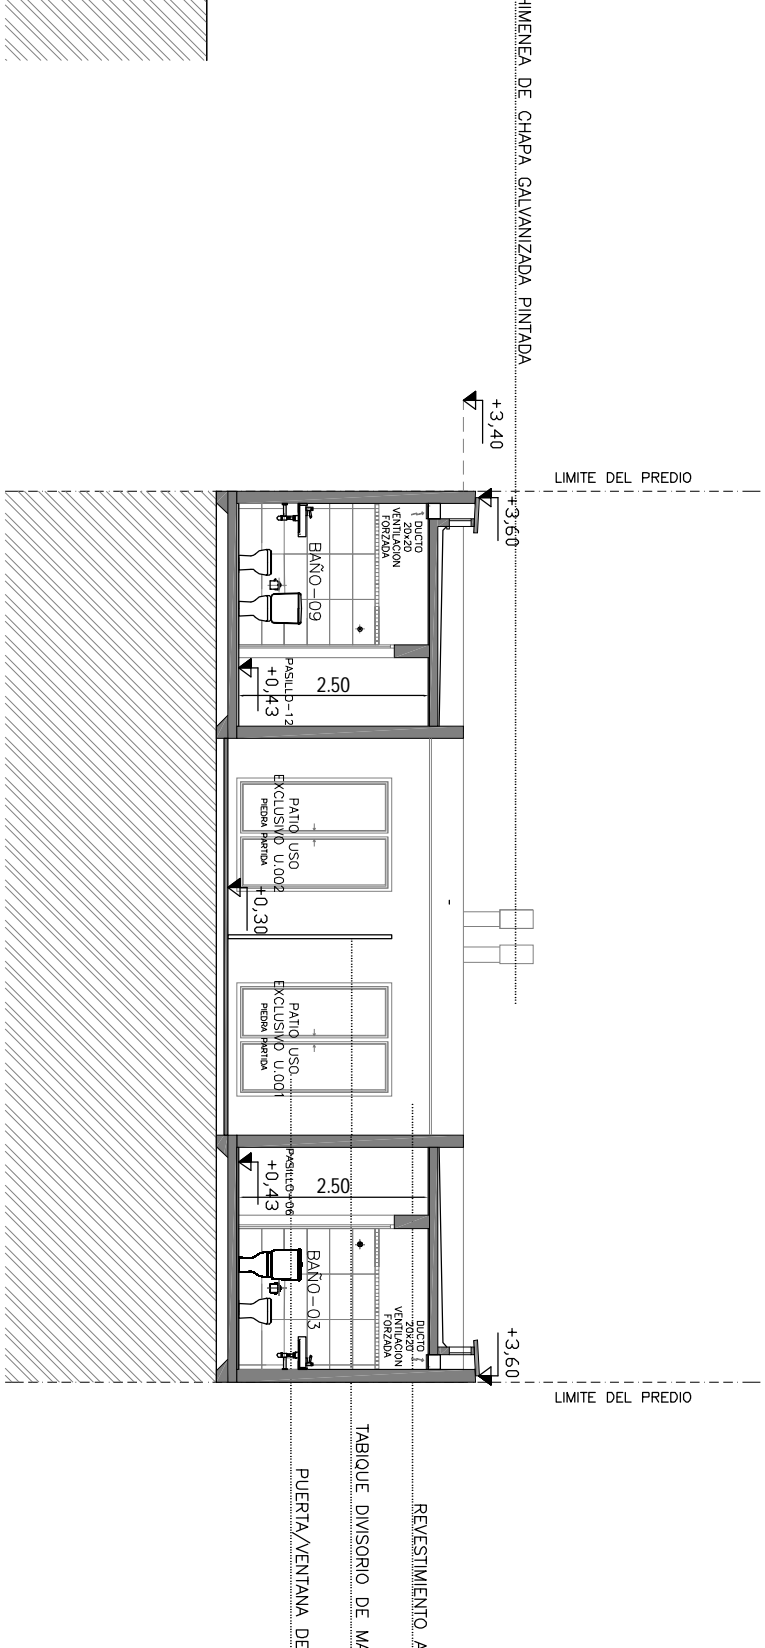 HIMENEA DE CHAPA GALVANIZADA PINTADA
+3,40
LIMITE DEL PREDIO
+3,60
DUCTO
20x20
VENTILACION
FORZADA
BAÑO-09
PASILLO-12
+0,43
2.50
PATIO USO
EXCLUSIVO U.002
PIEDRA PARTIDA
+0,30
PATIO USO
EXCLUSIVO U.001
PIEDRA PARTIDA
PASILLO-06
+0,43
2.50
BAÑO-03
DUCTO
20x20
VENTILACION
FORZADA
+3,60
LIMITE DEL PREDIO
REVESTIMIENTO A
TABIQUE DIVISORIO DE MA
PUERTA/VENTANA DE